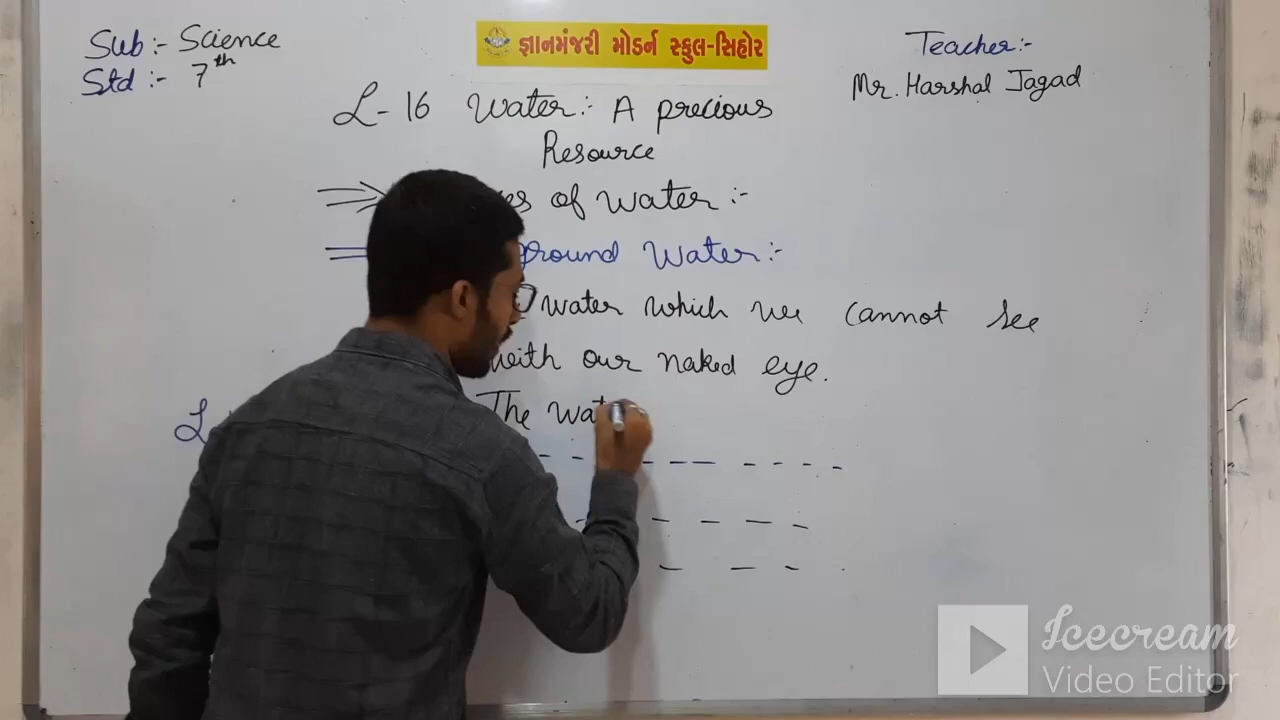 Sub:- Science
Std:- 7th
જ્ઞાનમંજરી મોડર્ન સ્કુલ-સિહોર
Teacher:-
Mr. Harshal Jagad
L-16 Water:- A precious
Resource
of water:-
ground Water:-
water which we cannot see
with our naked eye.
The Wat
Icecream
Video Editor